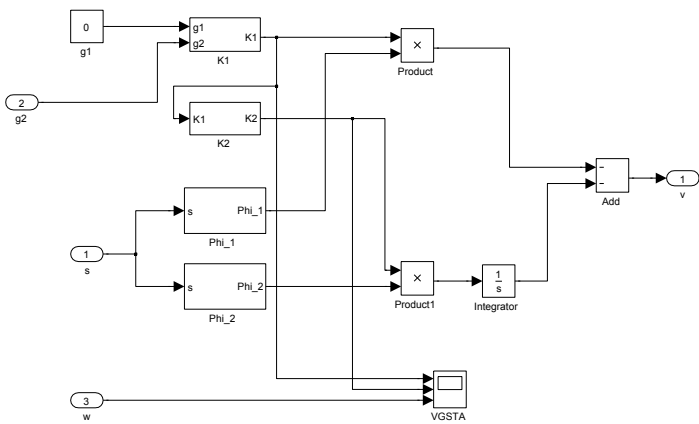 0
g1
g1
g2
K1
K1
×
Product
2
g2
K1
K2
K2
−
−
Add
1
v
s
Phi_1
Phi_1
1
s
s
Phi_2
Phi_2
×
Product1
1
s
Integrator
3
w
VGSTA